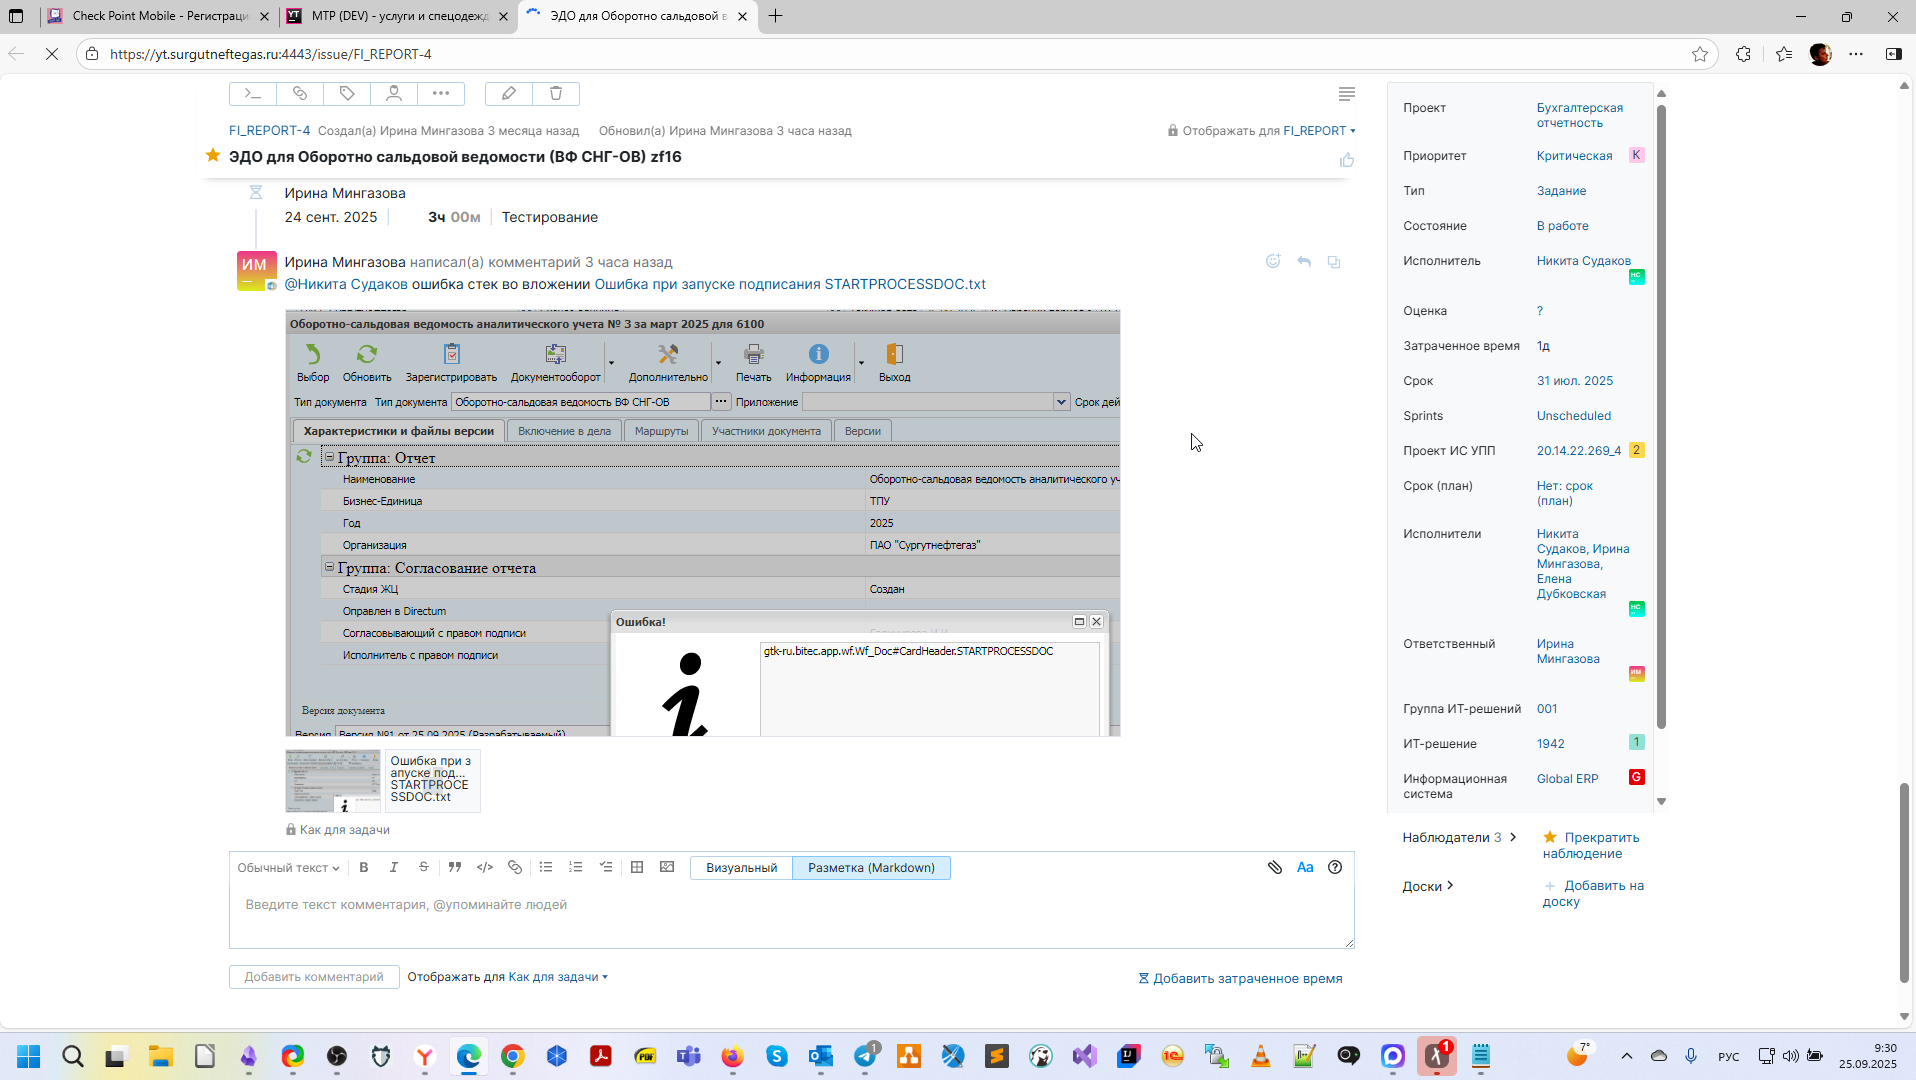 Check Point Mobile - Регистраци
МТР (DEV) - услуги и спецодежд
ЭДО для Оборотно сальдовой в
https://yt.surgutneftegas.ru:4443/issue/FI_REPORT-4
FI_REPORT-4 Создал(а) Ирина Мингазова 3 месяца назад Обновил(а) Ирина Мингазова 3 часа назад
Отображать для FI_REPORT
ЭДО для Оборотно сальдовой ведомости (ВФ СНГ-ОВ) zf16
Ирина Мингазова
24 сент. 2025 3ч 00м Тестирование
ИМ
Ирина Мингазова написал(а) комментарий 3 часа назад
@Никита Судаков ошибка стек во вложении Ошибка при запуске подписания STARTPROCESSDOC.txt
Оборотно-сальдовая ведомость аналитического учета № 3 за март 2025 для 6100
Выбор Обновить Зарегистрировать Документооборот Дополнительно Печать Информация Выход
Тип документа Тип документа Оборотно-сальдовая ведомость ВФ СНГ-ОВ Приложение Срок дей
Характеристики и файлы версии Включение в дела Маршруты Участники документа Версии
Группа: Отчет
Наименование Оборотно-сальдовая ведомость аналитического уч
Бизнес-Единица ТПУ
Год 2025
Организация ПАО "Сургутнефтегаз"
Группа: Согласование отчета
Стадия ЖЦ Создан
Оправлен в Directum
Согласовывающий с правом подписи
Исполнитель с правом подписи
Ошибка!
gtk-ru.bitec.app.wf.Wf_Doc#CardHeader.STARTPROCESSDOC
Версия документа
Версия Версия №1 от 25.09.2025 (Разрабатываемый)
Ошибка при з
апуске под...
STARTPROCE
SSDOC.txt
Как для задачи
Обычный текст
Визуальный Разметка (Markdown)
Введите текст комментария, @упоминайте людей
Добавить комментарий Отображать для Как для задачи
Добавить затраченное время
Проект Бухгалтерская
отчетность
Приоритет Критическая K
Тип Задание
Состояние В работе
Исполнитель Никита Судаков
НС
Оценка ?
Затраченное время 1д
Срок 31 июл. 2025
Sprints Unscheduled
Проект ИС УПП 20.14.22.269_4 2
Срок (план) Нет: срок
(план)
Исполнители Никита
Судаков, Ирина
Мингазова,
Елена
Дубковская
НС
Ответственный Ирина
Мингазова
ИМ
Группа ИТ-решений 001
ИТ-решение 1942 1
Информационная
система Global ERP G
Наблюдатели 3
Прекратить
наблюдение
Доски
Добавить на
доску
7°
РУС
9:30
25.09.2025